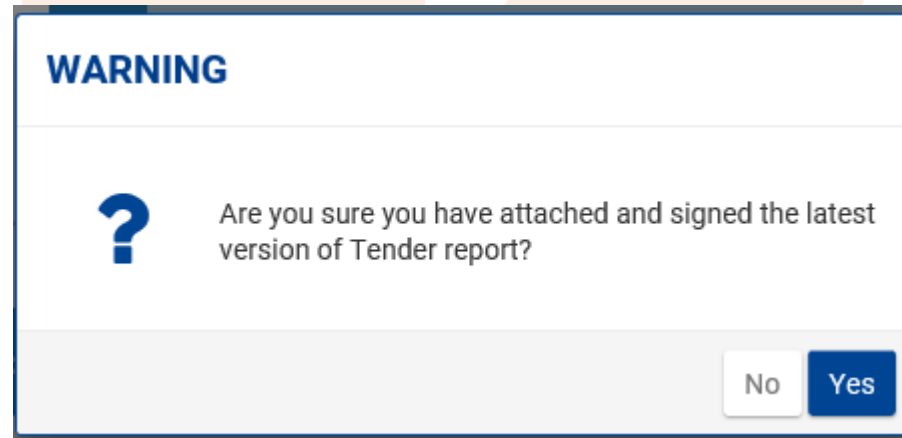 WARNING
Are you sure you have attached and signed the latest
version of Tender report?
No
Yes